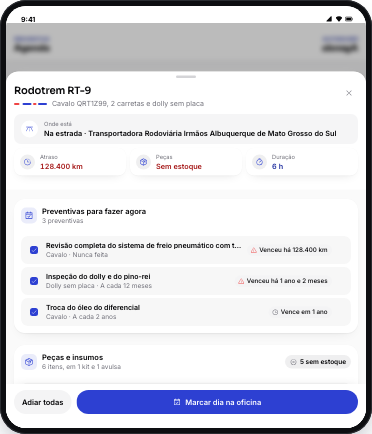 9:41
Rodotrem RT-9
Cavalo QRT1Z99, 2 carretas e dolly sem placa
Onde está
Na estrada · Transportadora Rodoviária Irmãos Albuquerque de Mato Grosso do Sul
Atraso
128.400 km
Peças
Sem estoque
Duração
6 h
Preventivas para fazer agora
3 preventivas
Revisão completa do sistema de freio pneumático com t...
Cavalo · Nunca feita
Venceu há 128.400 km
Inspeção do dolly e do pino-rei
Dolly sem placa · A cada 12 meses
Venceu há 1 ano e 2 meses
Troca do óleo do diferencial
Cavalo · A cada 2 anos
Vence em 1 ano
Peças e insumos
6 itens, em 1 kit e 1 avulsa
5 sem estoque
Adiar todas
Marcar dia na oficina